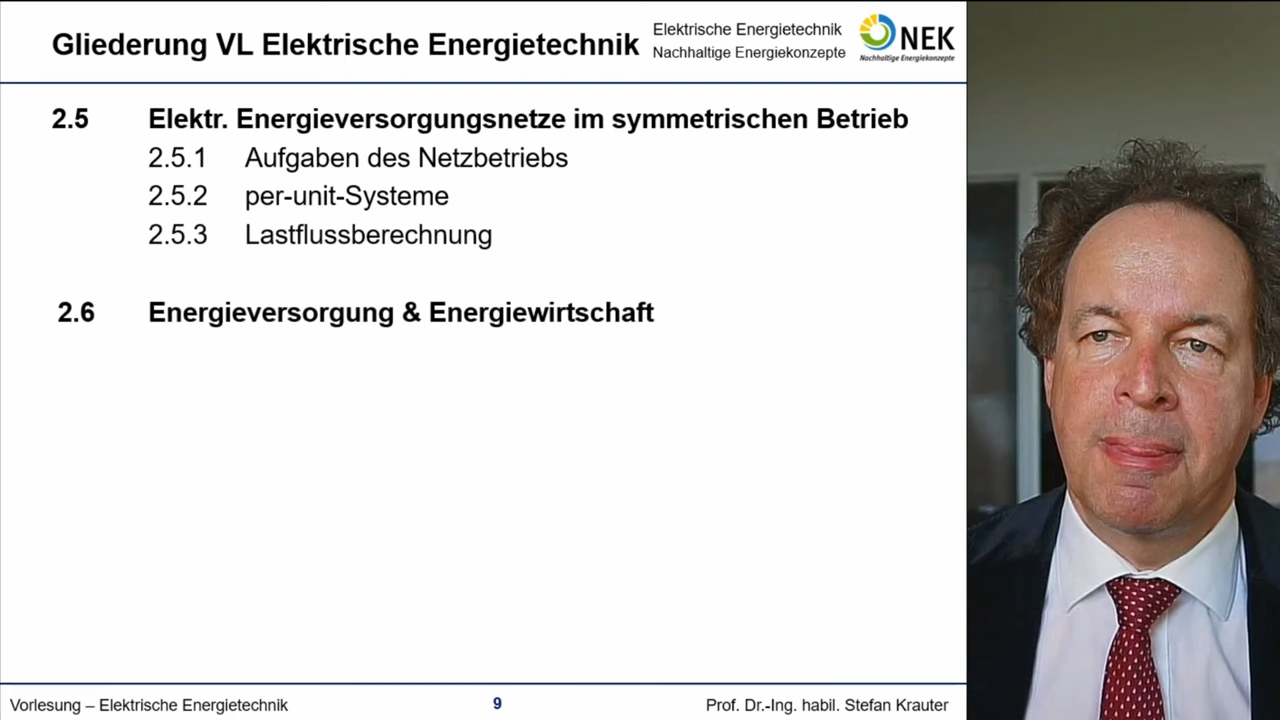 Gliederung VL Elektrische Energietechnik
Elektrische Energietechnik
Nachhaltige Energiekonzepte
NEK
Nachhaltige Energiekonzepte
2.5 Elektr. Energieversorgungsnetze im symmetrischen Betrieb
2.5.1 Aufgaben des Netzbetriebs
2.5.2 per-unit-Systeme
2.5.3 Lastflussberechnung
2.6 Energieversorgung & Energiewirtschaft
Vorlesung – Elektrische Energietechnik
9
Prof. Dr.-Ing. habil. Stefan Krauter